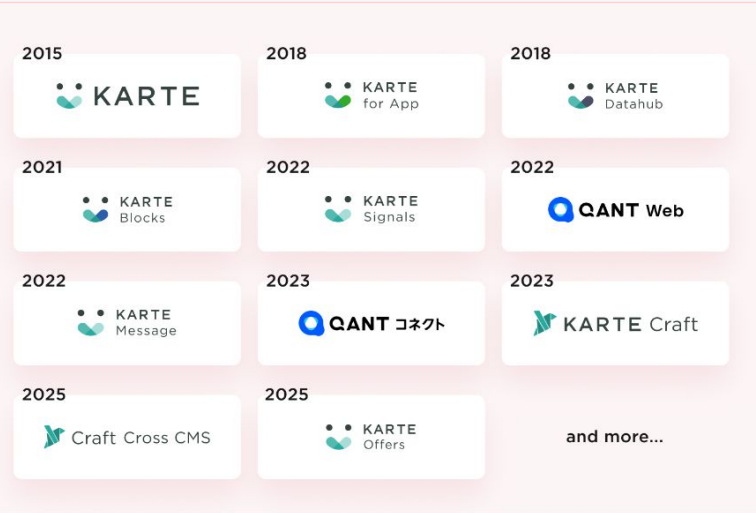 2015
KARTE
2018
KARTE
for App
2018
KARTE
Datahub
2021
KARTE
Blocks
2022
KARTE
Signals
2022
QANT Web
2022
KARTE
Message
2023
QANT コネクト
2023
KARTE Craft
2025
Craft Cross CMS
2025
KARTE
Offers
and more...